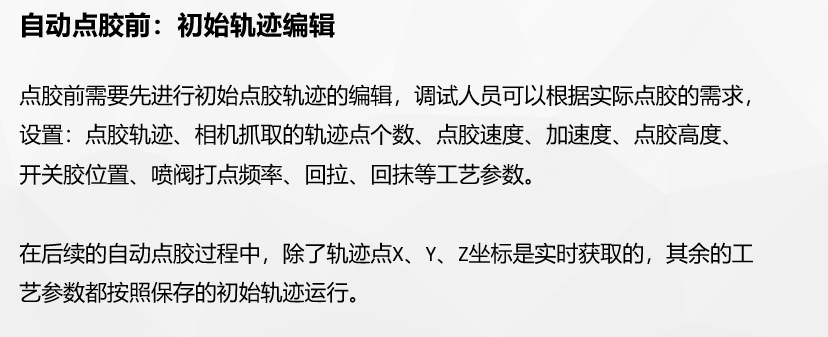 自动点胶前：初始轨迹编辑
点胶前需要先进行初始点胶轨迹的编辑，调试人员可以根据实际点胶的需求，
设置：点胶轨迹、相机抓取的轨迹点个数、点胶速度、加速度、点胶高度、
开关胶位置、喷阀打点频率、回拉、回抹等工艺参数。
在后续的自动点胶过程中，除了轨迹点X、Y、Z坐标是实时获取的，其余的工
艺参数都按照保存的初始轨迹运行。